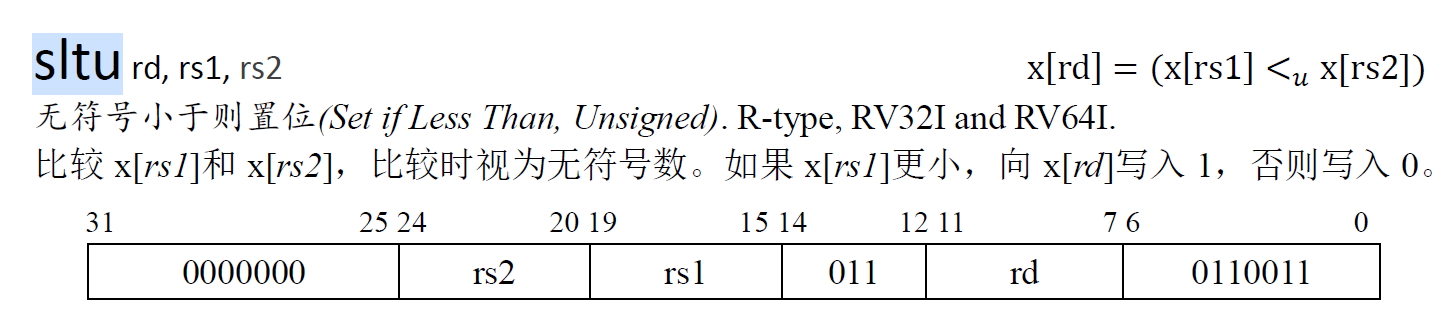 sltu rd, rs1, rs2 x[rd] = (x[rs1] <ᵤ x[rs2])
无符号小于则置位(Set if Less Than, Unsigned). R-type, RV32I and RV64I.
比较 x[rs1]和 x[rs2]，比较时视为无符号数。如果 x[rs1]更小，向 x[rd]写入 1，否则写入 0。
31 25 24 20 19 15 14 12 11 7 6 0
0000000 rs2 rs1 011 rd 0110011